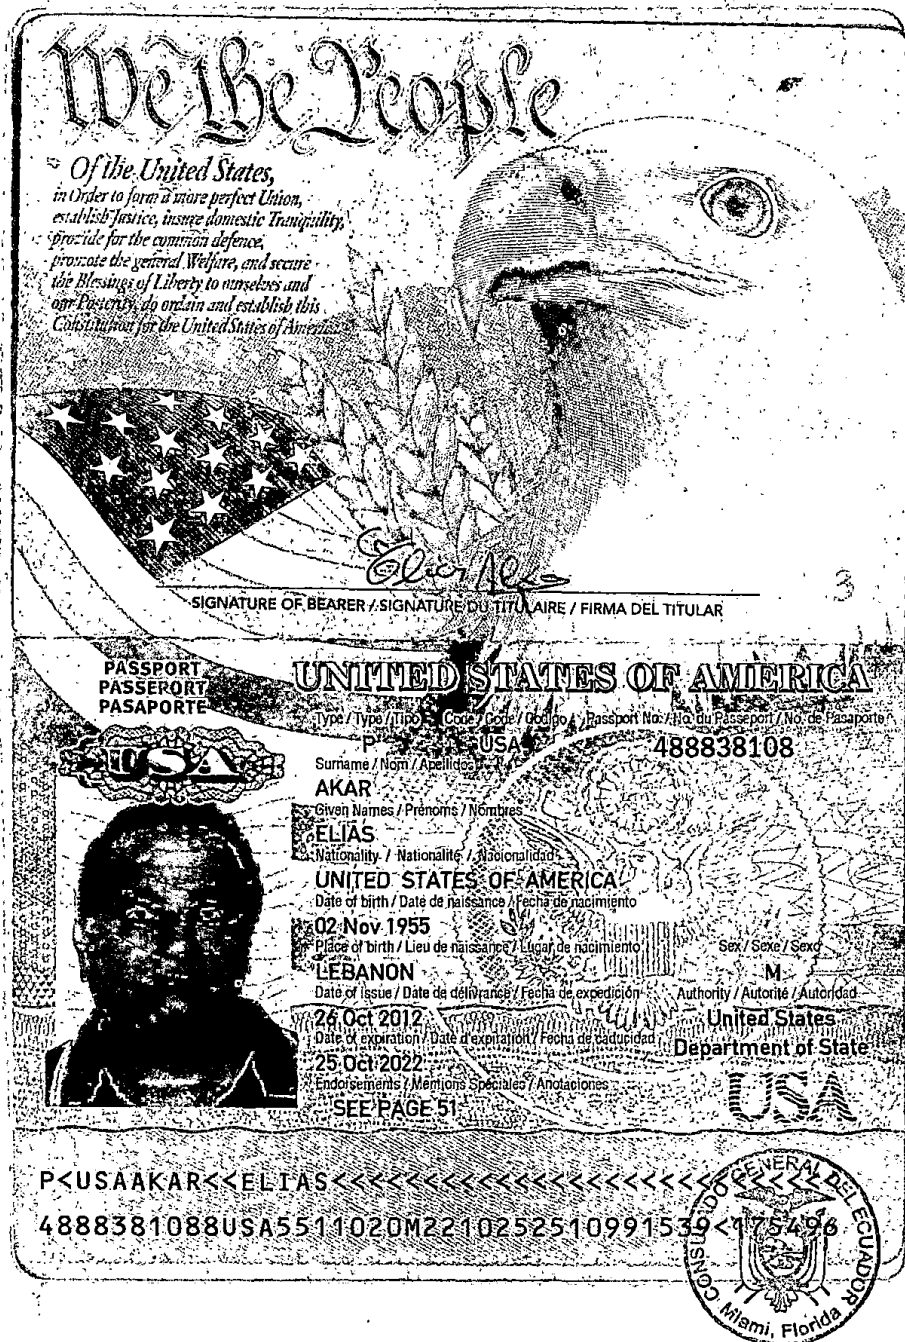 We the People
Of the United States,
in Order to form a more perfect Union,
establish Justice, insure domestic Tranquility,
provide for the common defence,
promote the general Welfare, and secure
the Blessings of Liberty to ourselves and
our Posterity, do ordain and establish this
Constitution for the United States of America.
3
SIGNATURE OF BEARER / SIGNATURE DU TITULAIRE / FIRMA DEL TITULAR
PASSPORT
PASSEPORT
PASAPORTE
UNITED STATES OF AMERICA
Type / Type / Tipo Code / Code / Código Passport No. / No. du Passeport / No. de Pasaporte
P USA 488838108
USA
Surname / Nom / Apellidos
AKAR
Given Names / Prénoms / Nombres
ELIAS
Nationality / Nationalité / Nacionalidad
UNITED STATES OF AMERICA
Date of birth / Date de naissance / Fecha de nacimiento
02 Nov 1955
Place of birth / Lieu de naissance / Lugar de nacimiento Sex / Sexe / Sexo
LEBANON M
Date of issue / Date de délivrance / Fecha de expedición Authority / Autorité / Autoridad
26 Oct 2012 United States
Date of expiration / Date d'expiration / Fecha de caducidad Department of State
25 Oct 2022
Endorsements / Mentions Spéciales / Anotaciones
SEE PAGE 51
USA
P<USAAKAR<<ELIAS<<<<<<<<<<<<<<<<<<<<<<<<<<<<
4888381088USA5511020M2210252510991539<175496
CONSULADO GENERAL DEL ECUADOR
Miami, Florida